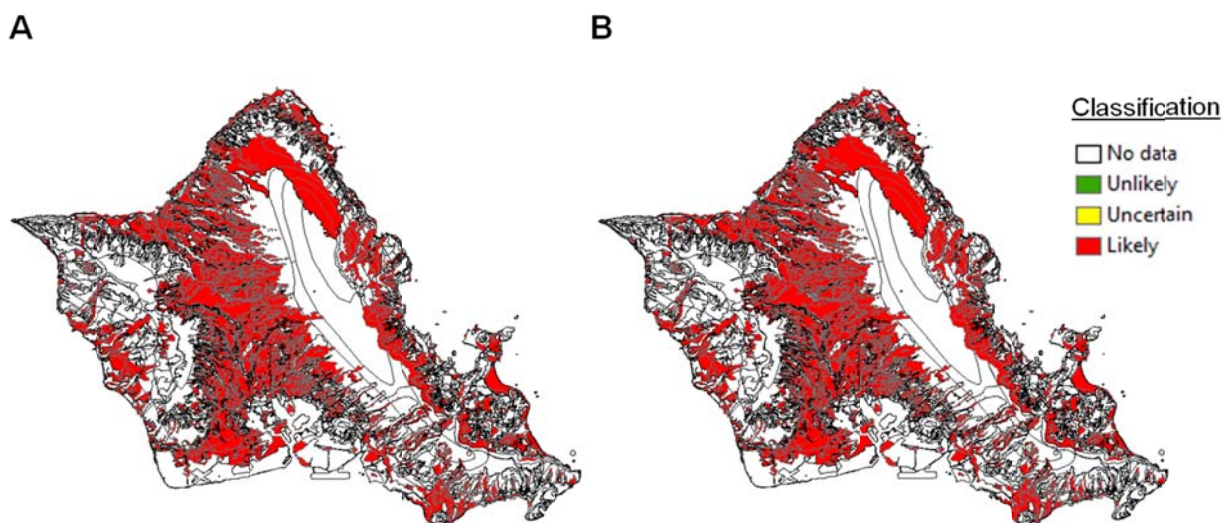 A
B
Classification
No data
Unlikely
Uncertain
Likely